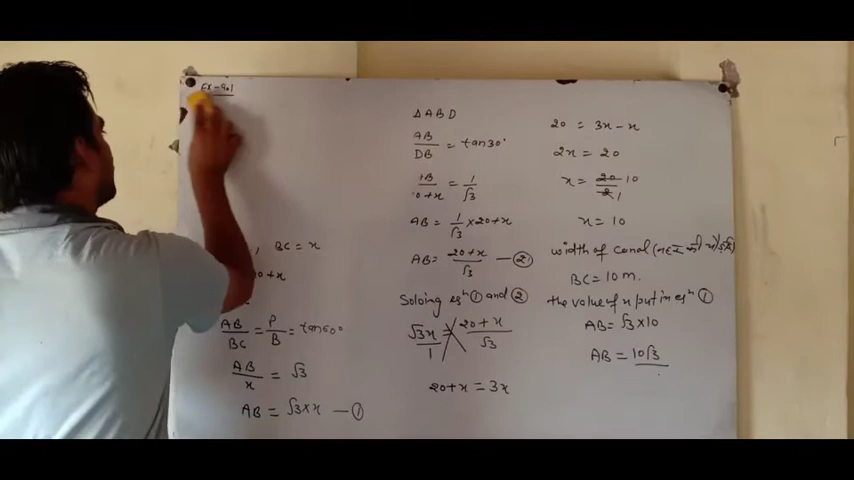 Ex-9.1
, BC = x
0+x
AB/BC = P/B = tan60°
AB/x = √3
AB = √3×x —①
ΔABD
AB/DB = tan30°
AB/20+x = 1/√3
AB = 1/√3 × 20+x
AB = 20+x/√3 —②
Solving eqⁿ ① and ②
√3x/1 = 20+x/√3
20+x = 3x
20 = 3x-x
2x = 20
x = 20/2 10 1
x = 10
width of canal (नहर की
BC = 10 m.
the value of x put in eqⁿ ①
AB = √3×10
AB = 10√3